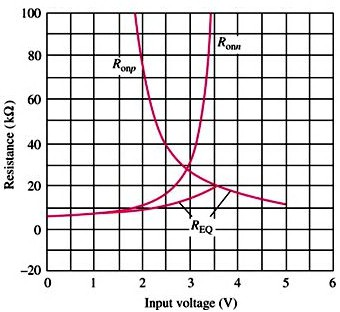 100
80
60
40
20
0
−20
Resistance (kΩ)
R_onp
R_onn
R_EQ
0 1 2 3 4 5 6
Input voltage (V)